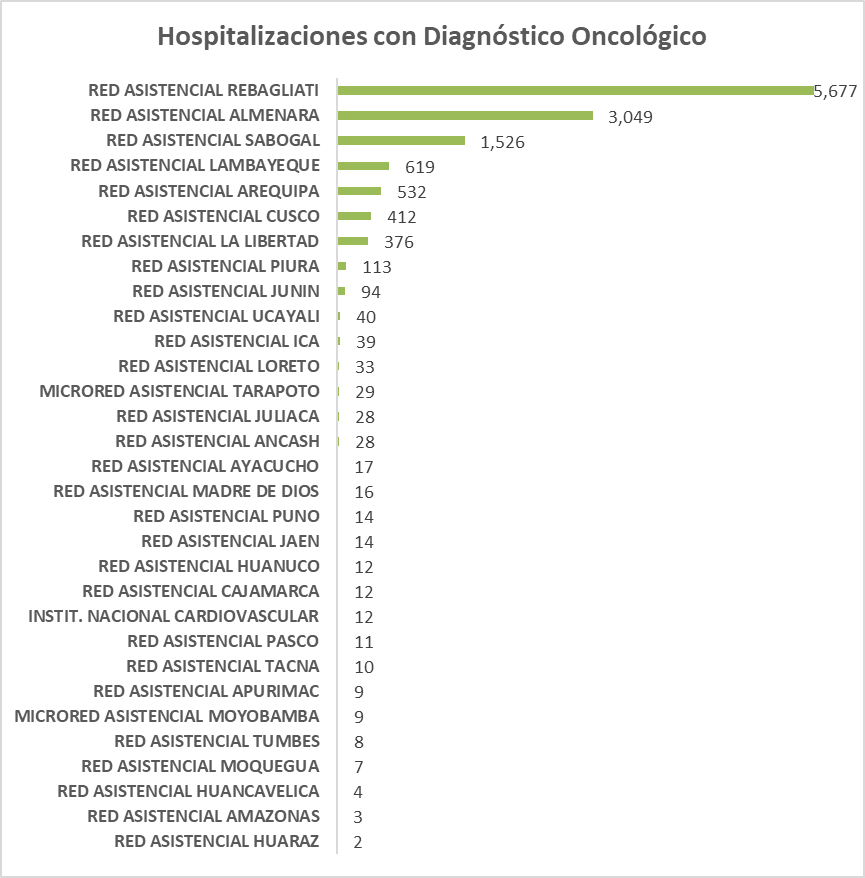 Hospitalizaciones con Diagnóstico Oncológico
RED ASISTENCIAL REBAGLIATI 5,677
RED ASISTENCIAL ALMENARA 3,049
RED ASISTENCIAL SABOGAL 1,526
RED ASISTENCIAL LAMBAYEQUE 619
RED ASISTENCIAL AREQUIPA 532
RED ASISTENCIAL CUSCO 412
RED ASISTENCIAL LA LIBERTAD 376
RED ASISTENCIAL PIURA 113
RED ASISTENCIAL JUNIN 94
RED ASISTENCIAL UCAYALI 40
RED ASISTENCIAL ICA 39
RED ASISTENCIAL LORETO 33
MICRORED ASISTENCIAL TARAPOTO 29
RED ASISTENCIAL JULIACA 28
RED ASISTENCIAL ANCASH 28
RED ASISTENCIAL AYACUCHO 17
RED ASISTENCIAL MADRE DE DIOS 16
RED ASISTENCIAL PUNO 14
RED ASISTENCIAL JAEN 14
RED ASISTENCIAL HUANUCO 12
RED ASISTENCIAL CAJAMARCA 12
INSTIT. NACIONAL CARDIOVASCULAR 12
RED ASISTENCIAL PASCO 11
RED ASISTENCIAL TACNA 10
RED ASISTENCIAL APURIMAC 9
MICRORED ASISTENCIAL MOYOBAMBA 9
RED ASISTENCIAL TUMBES 8
RED ASISTENCIAL MOQUEGUA 7
RED ASISTENCIAL HUANCAVELICA 4
RED ASISTENCIAL AMAZONAS 3
RED ASISTENCIAL HUARAZ 2